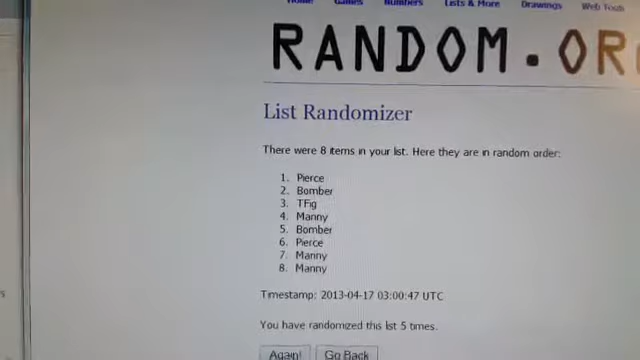 Home Games Numbers Lists & More Drawings Web Tools
RANDOM.OR
List Randomizer
There were 8 items in your list. Here they are in random order:
1. Pierce
2. Bomber
3. TFig
4. Manny
5. Bomber
6. Pierce
7. Manny
8. Manny
Timestamp: 2013-04-17 03:00:47 UTC
You have randomized this list 5 times.
Again! Go Back